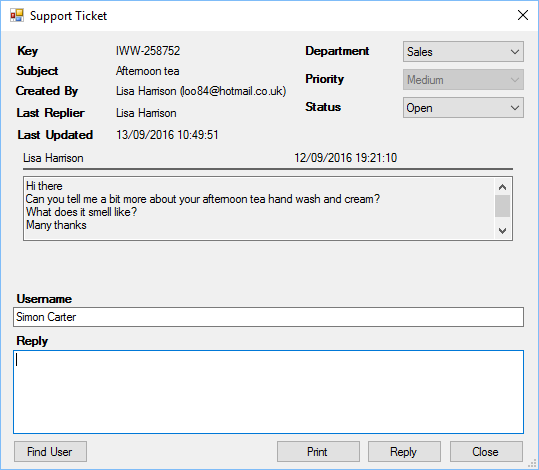 Support Ticket
Key IWW-258752 Department Sales
Subject Afternoon tea Priority Medium
Created By Lisa Harrison (loo84@hotmail.co.uk)
Last Replier Lisa Harrison Status Open
Last Updated 13/09/2016 10:49:51
Lisa Harrison 12/09/2016 19:21:10
Hi there
Can you tell me a bit more about your afternoon tea hand wash and cream?
What does it smell like?
Many thanks
Username
Simon Carter
Reply
Find User Print Reply Close